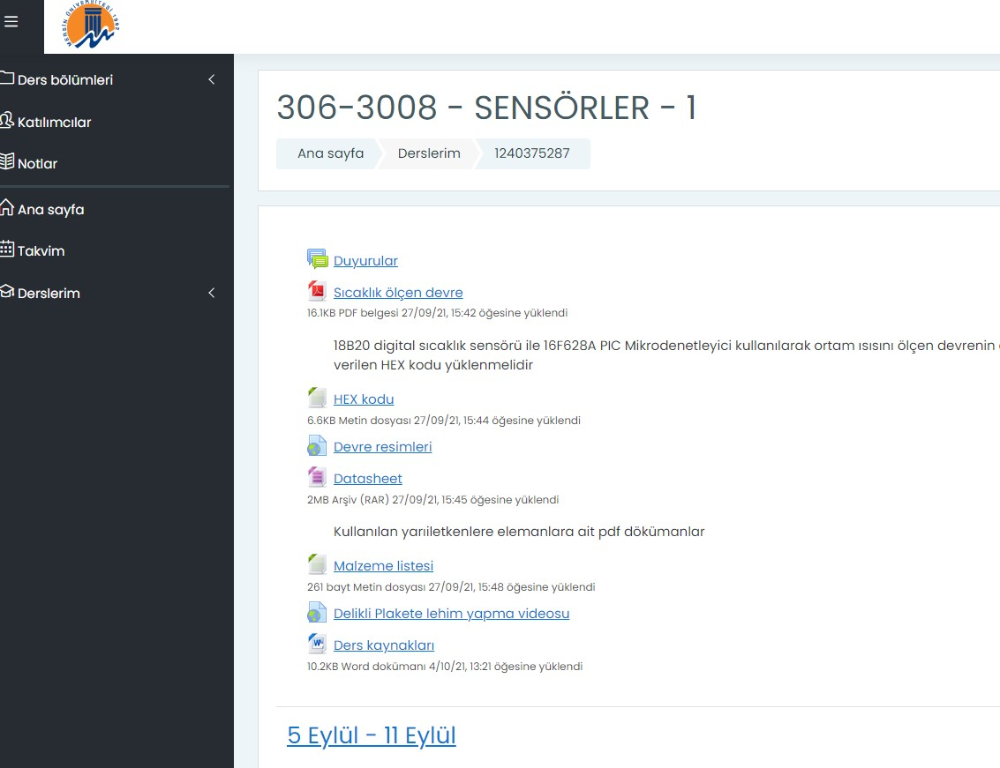 MERSİN ÜNİVERSİTESİ 1992
Ders bölümleri
Katılımcılar
Notlar
Ana sayfa
Takvim
Derslerim
306-3008 - SENSÖRLER - 1
Ana sayfa Derslerim 1240375287
Duyurular
Sıcaklık ölçen devre
16.1KB PDF belgesi 27/09/21, 15:42 öğesine yüklendi
18B20 digital sıcaklık sensörü ile 16F628A PIC Mikrodenetleyici kullanılarak ortam ısısını ölçen devrenin
verilen HEX kodu yüklenmelidir
HEX kodu
6.6KB Metin dosyası 27/09/21, 15:44 öğesine yüklendi
Devre resimleri
Datasheet
2MB Arşiv (RAR) 27/09/21, 15:45 öğesine yüklendi
Kullanılan yarıiletkenlere elemanlara ait pdf dökümanlar
Malzeme listesi
261 bayt Metin dosyası 27/09/21, 15:48 öğesine yüklendi
Delikli Plakete lehim yapma videosu
Ders kaynakları
10.2KB Word dokümanı 4/10/21, 13:21 öğesine yüklendi
5 Eylül - 11 Eylül